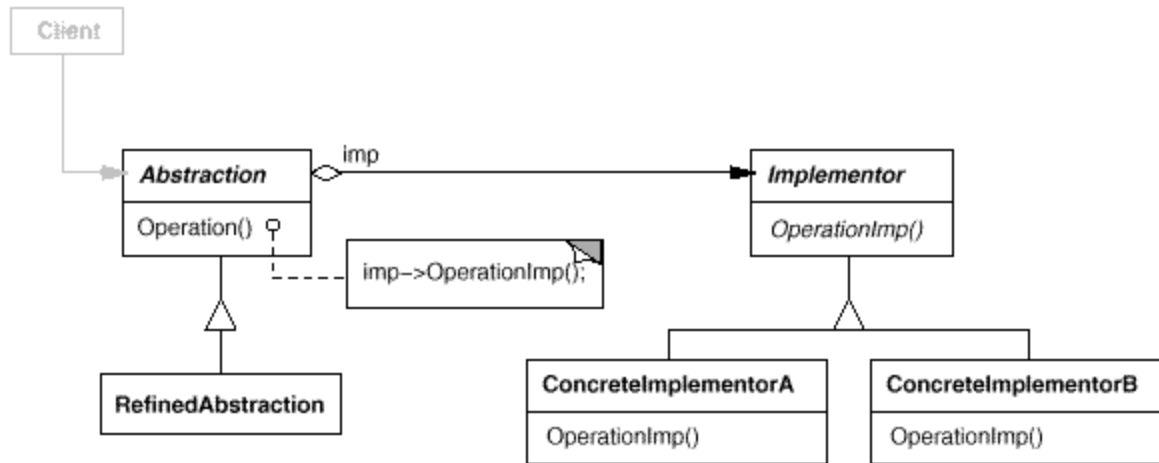 Client
imp
Abstraction
Implementor
Operation()
OperationImp()
imp->OperationImp();
RefinedAbstraction
ConcreteImplementorA
ConcreteImplementorB
OperationImp()
OperationImp()